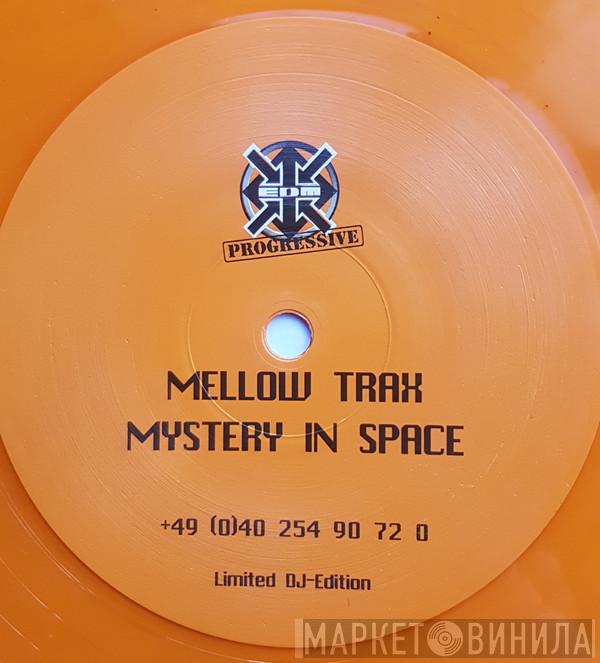 EDM
PROGRESSIVE
MELLOW TRAX
MYSTERY IN SPACE
+49 (0)40 254 90 72 0
Limited DJ-Edition
МАРКЕТ ВИНИЛА